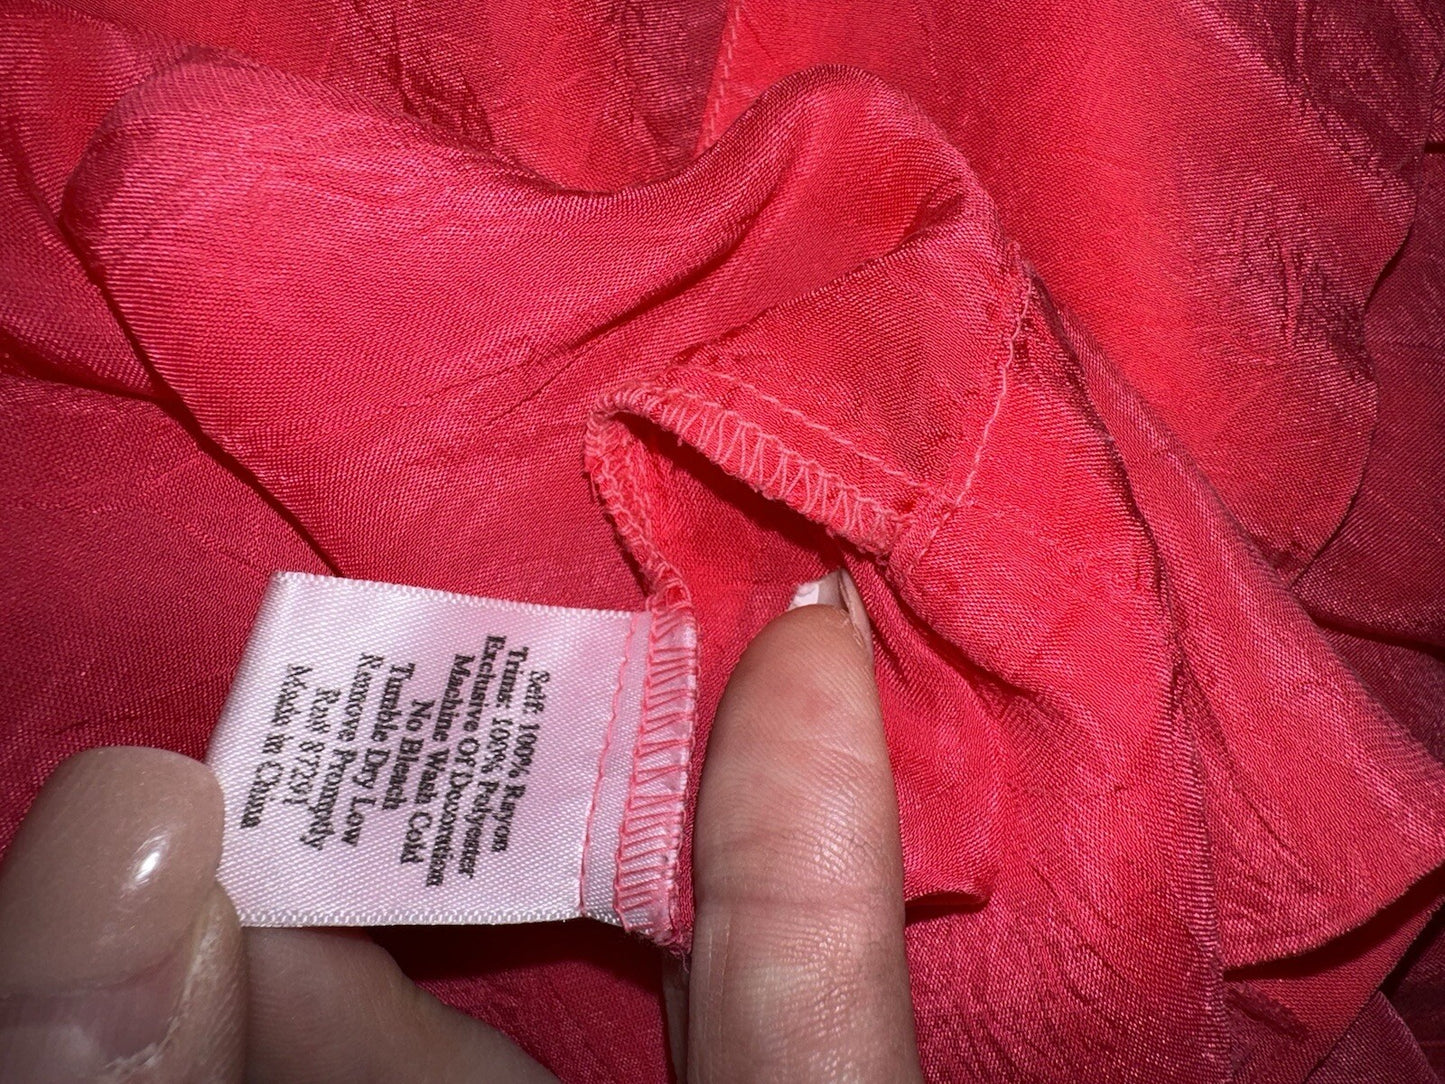 Self 100% Rayon
Trim: 100% Polyester
Exclusive Of Decoration
Machine Wash Cold
No Bleach
Tumble Dry Low
Remove Promptly
Rn# 87291
Made in China